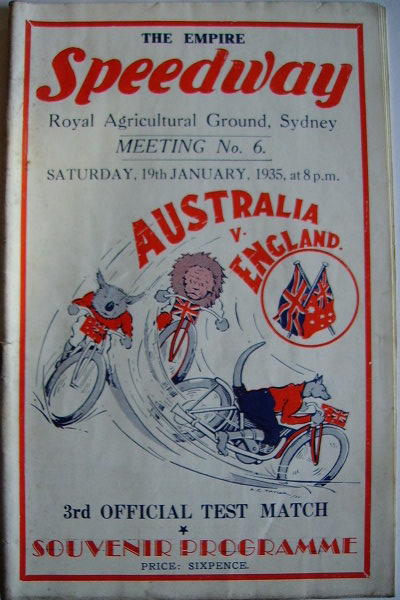 THE EMPIRE
Speedway
Royal Agricultural Ground, Sydney
MEETING No. 6.
SATURDAY, 19th JANUARY, 1935, at 8 p.m.
AUSTRALIA
V.
ENGLAND.
3rd OFFICIAL TEST MATCH
SOUVENIR PROGRAMME
PRICE: SIXPENCE.